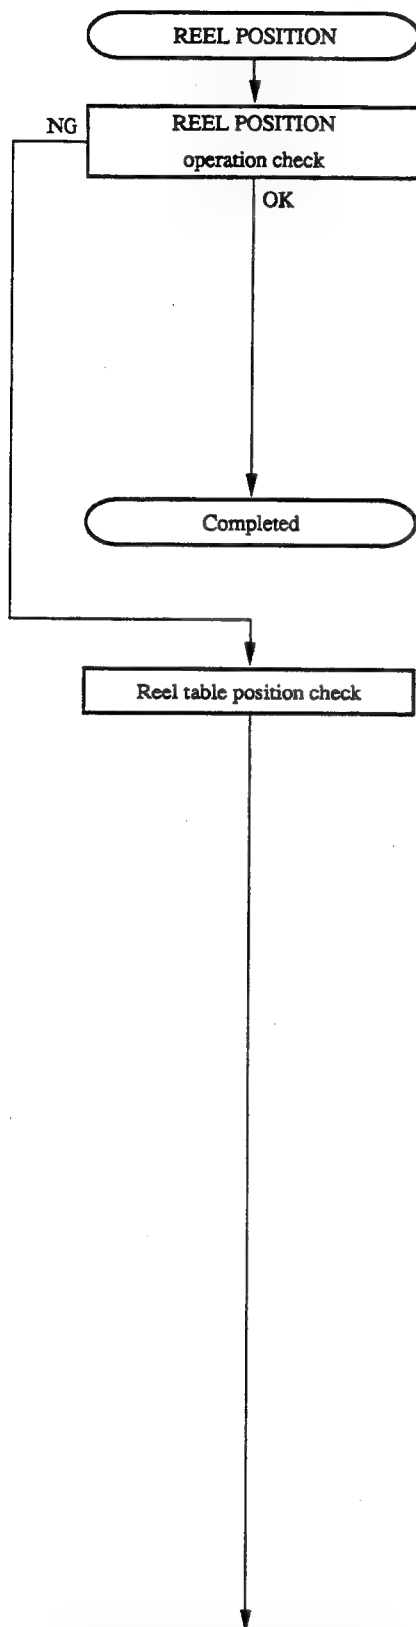 REEL POSITION
NG
REEL POSITION
operation check
OK
Completed
Reel table position check